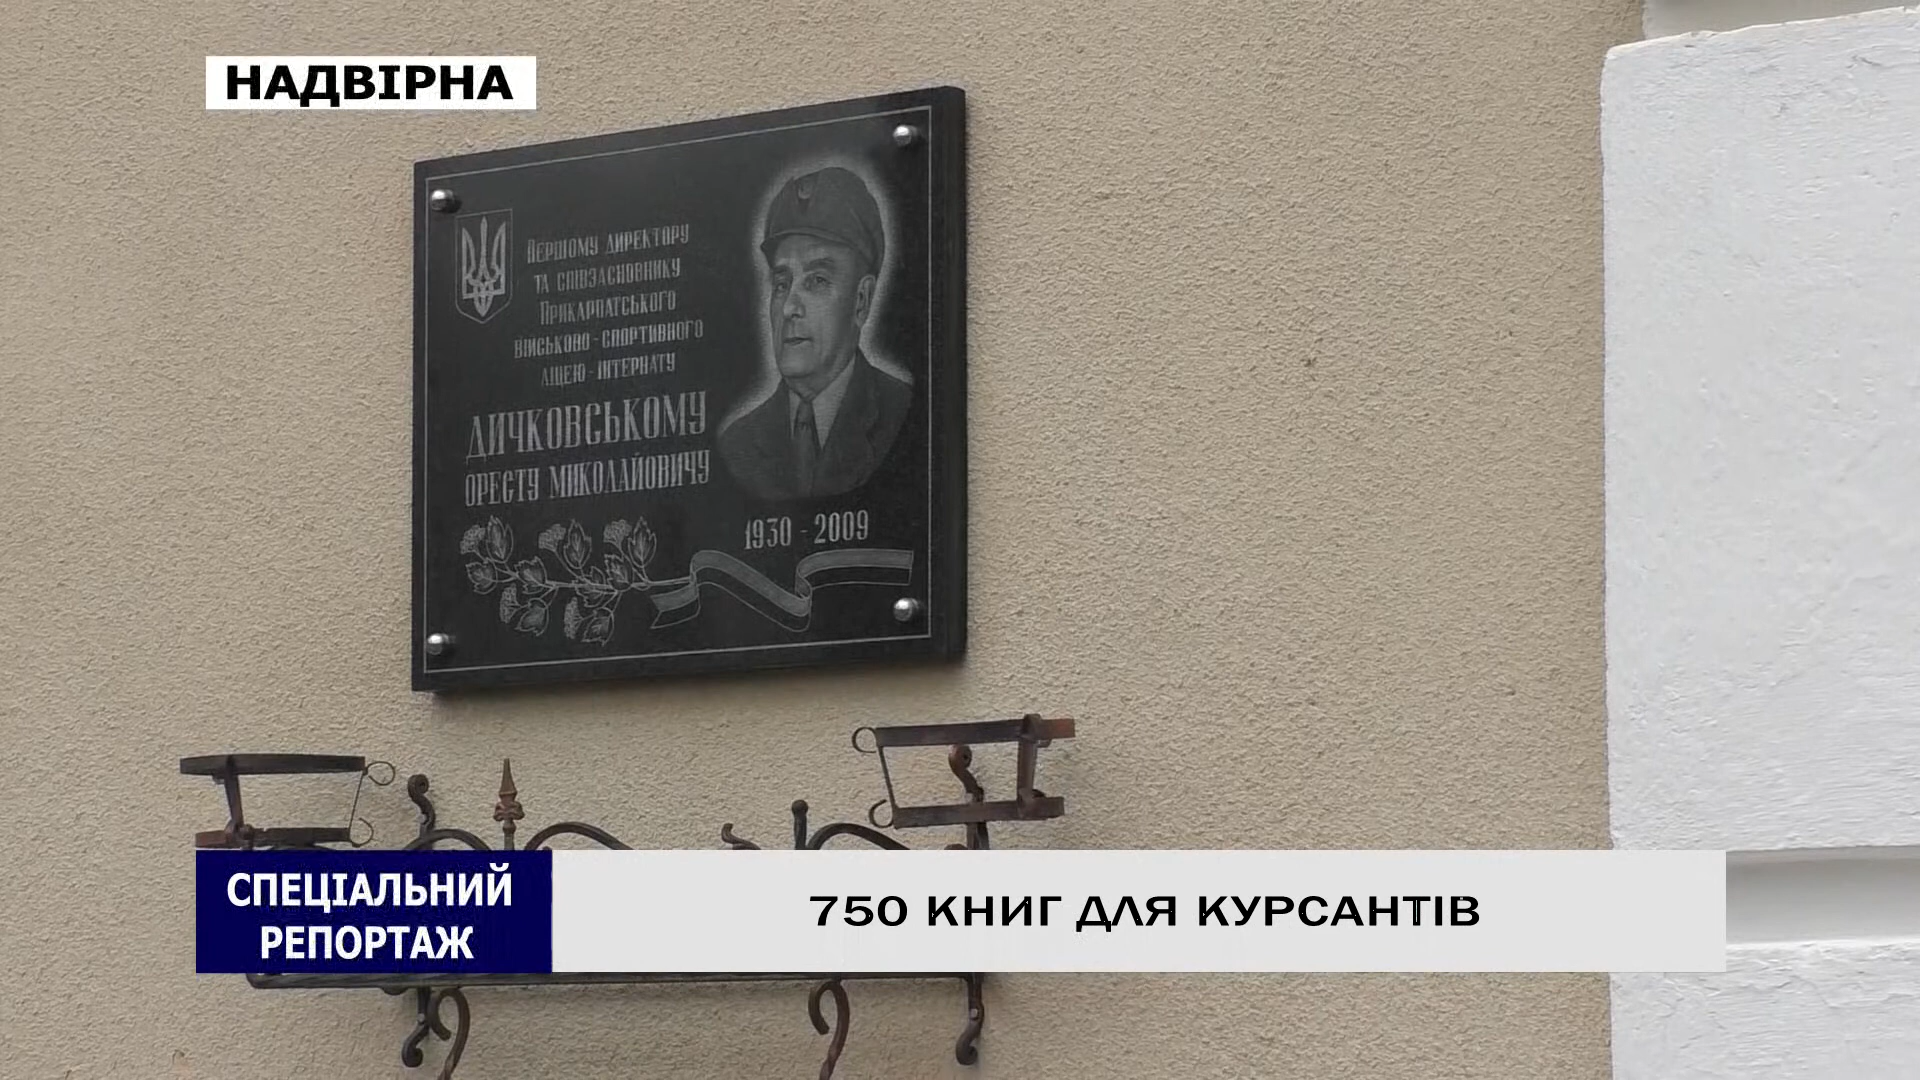 НАДВІРНА
Першому директору
та співзасновнику
Прикарпатського
військово - спортивного
ліцею - інтернату
ДИЧКОВСЬКОМУ
Оресту Миколайовичу
1930 - 2009
СПЕЦІАЛЬНИЙ
РЕПОРТАЖ
750 КНИГ ДЛЯ КУРСАНТІВ